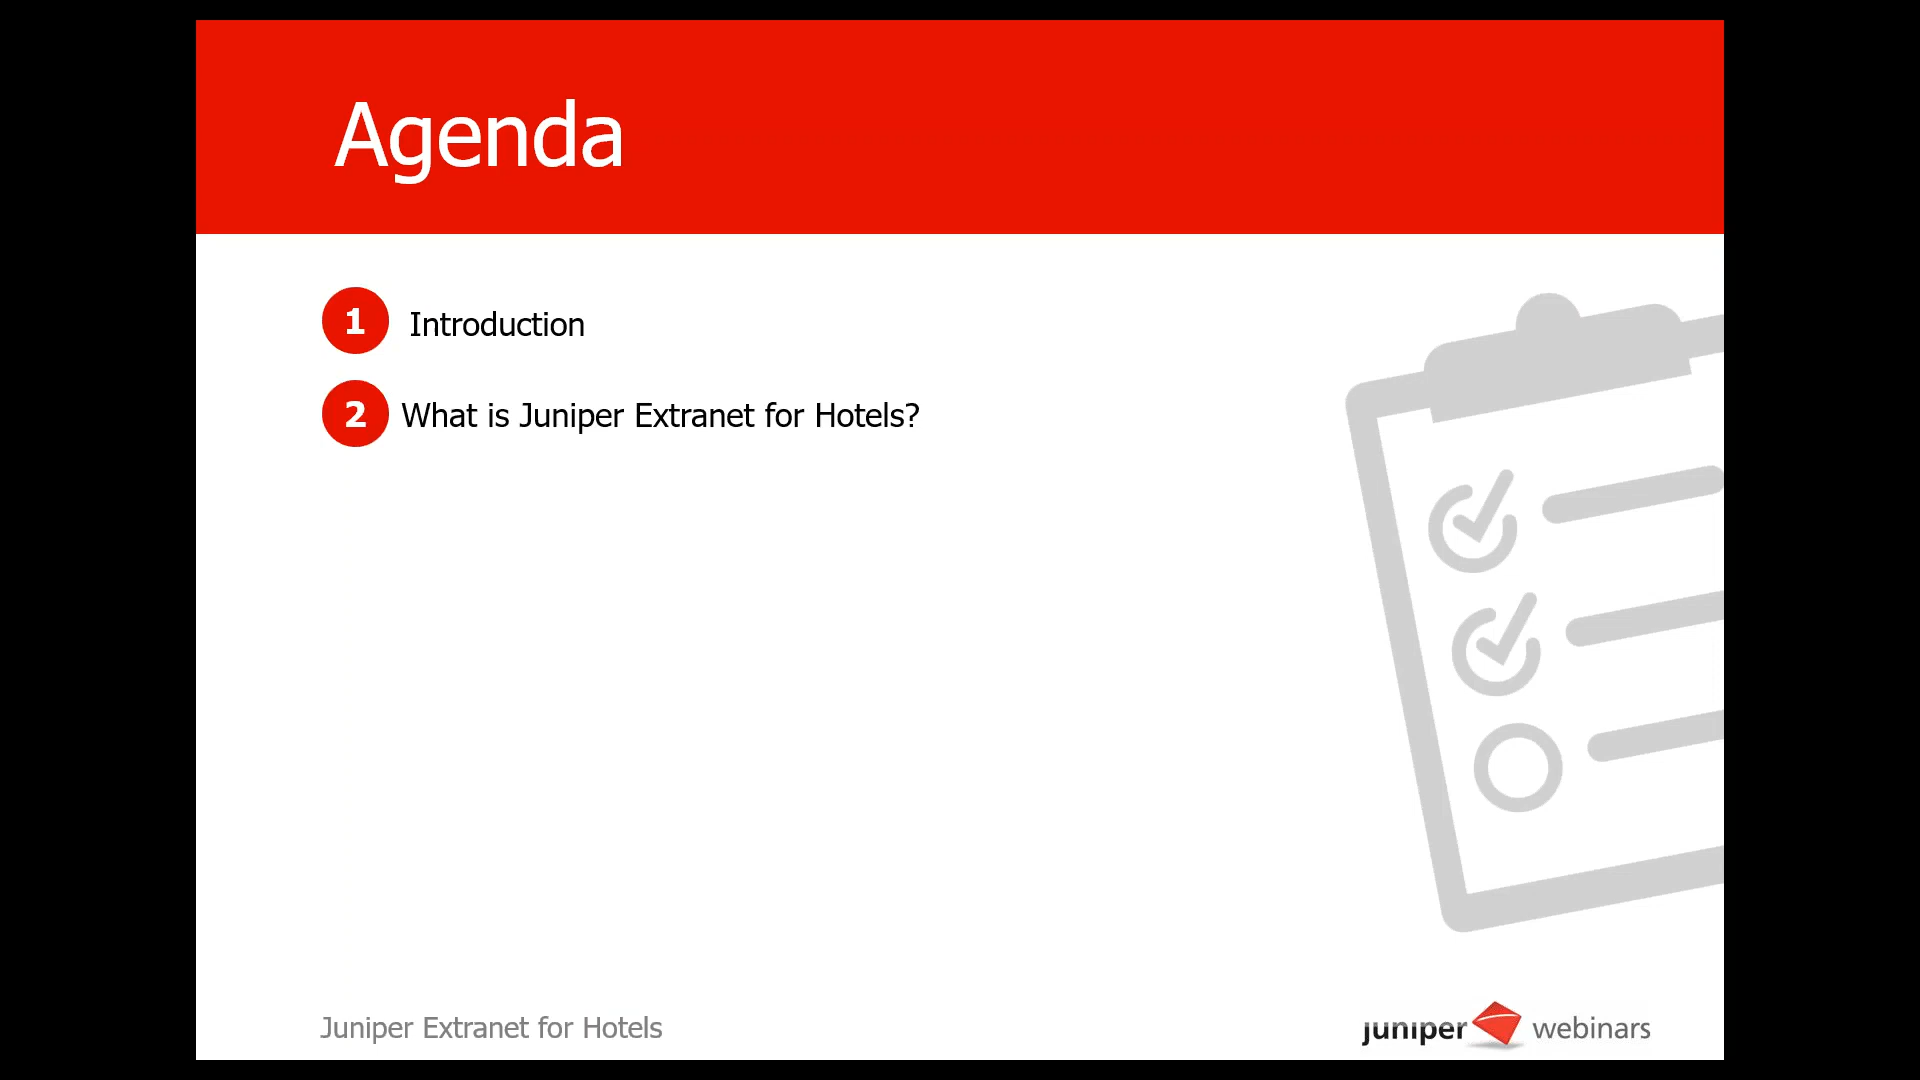 Agenda
1 Introduction
2 What is Juniper Extranet for Hotels?
Juniper Extranet for Hotels
juniper webinars